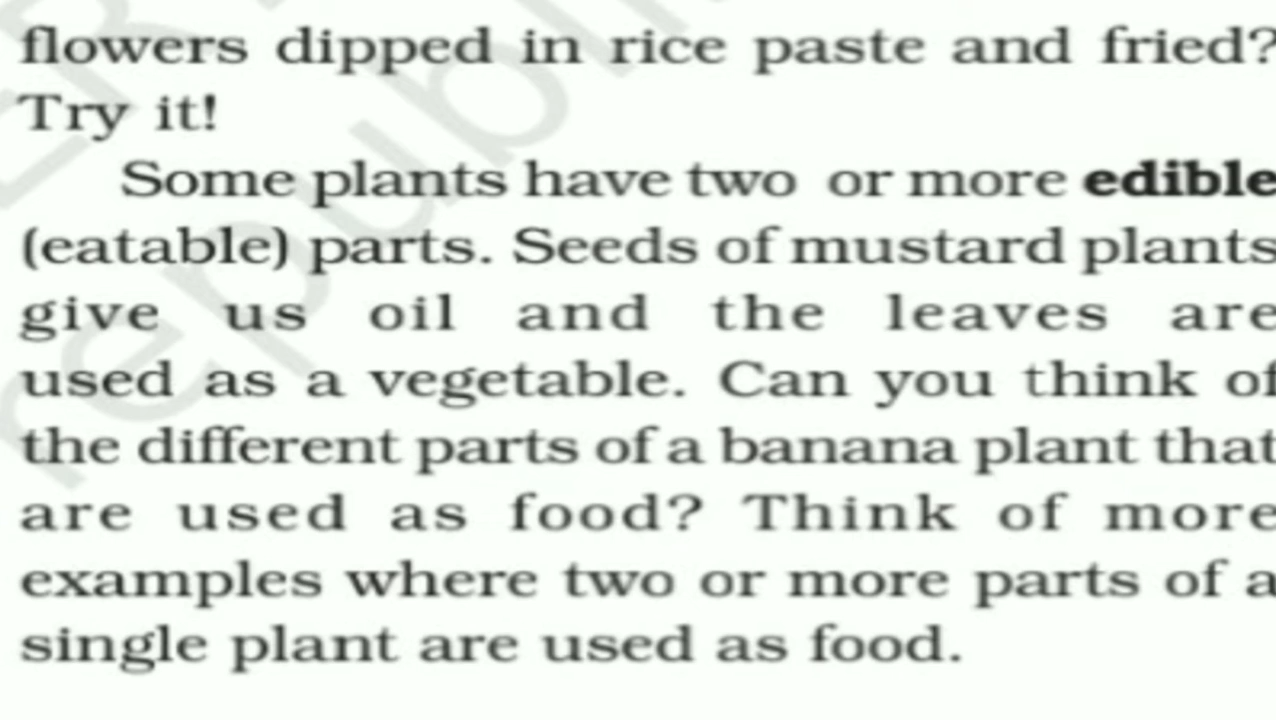 flowers dipped in rice paste and fried?
Try it!
Some plants have two or more edible
(eatable) parts. Seeds of mustard plants
give us oil and the leaves are
used as a vegetable. Can you think of
the different parts of a banana plant that
are used as food? Think of more
examples where two or more parts of a
single plant are used as food.
republi